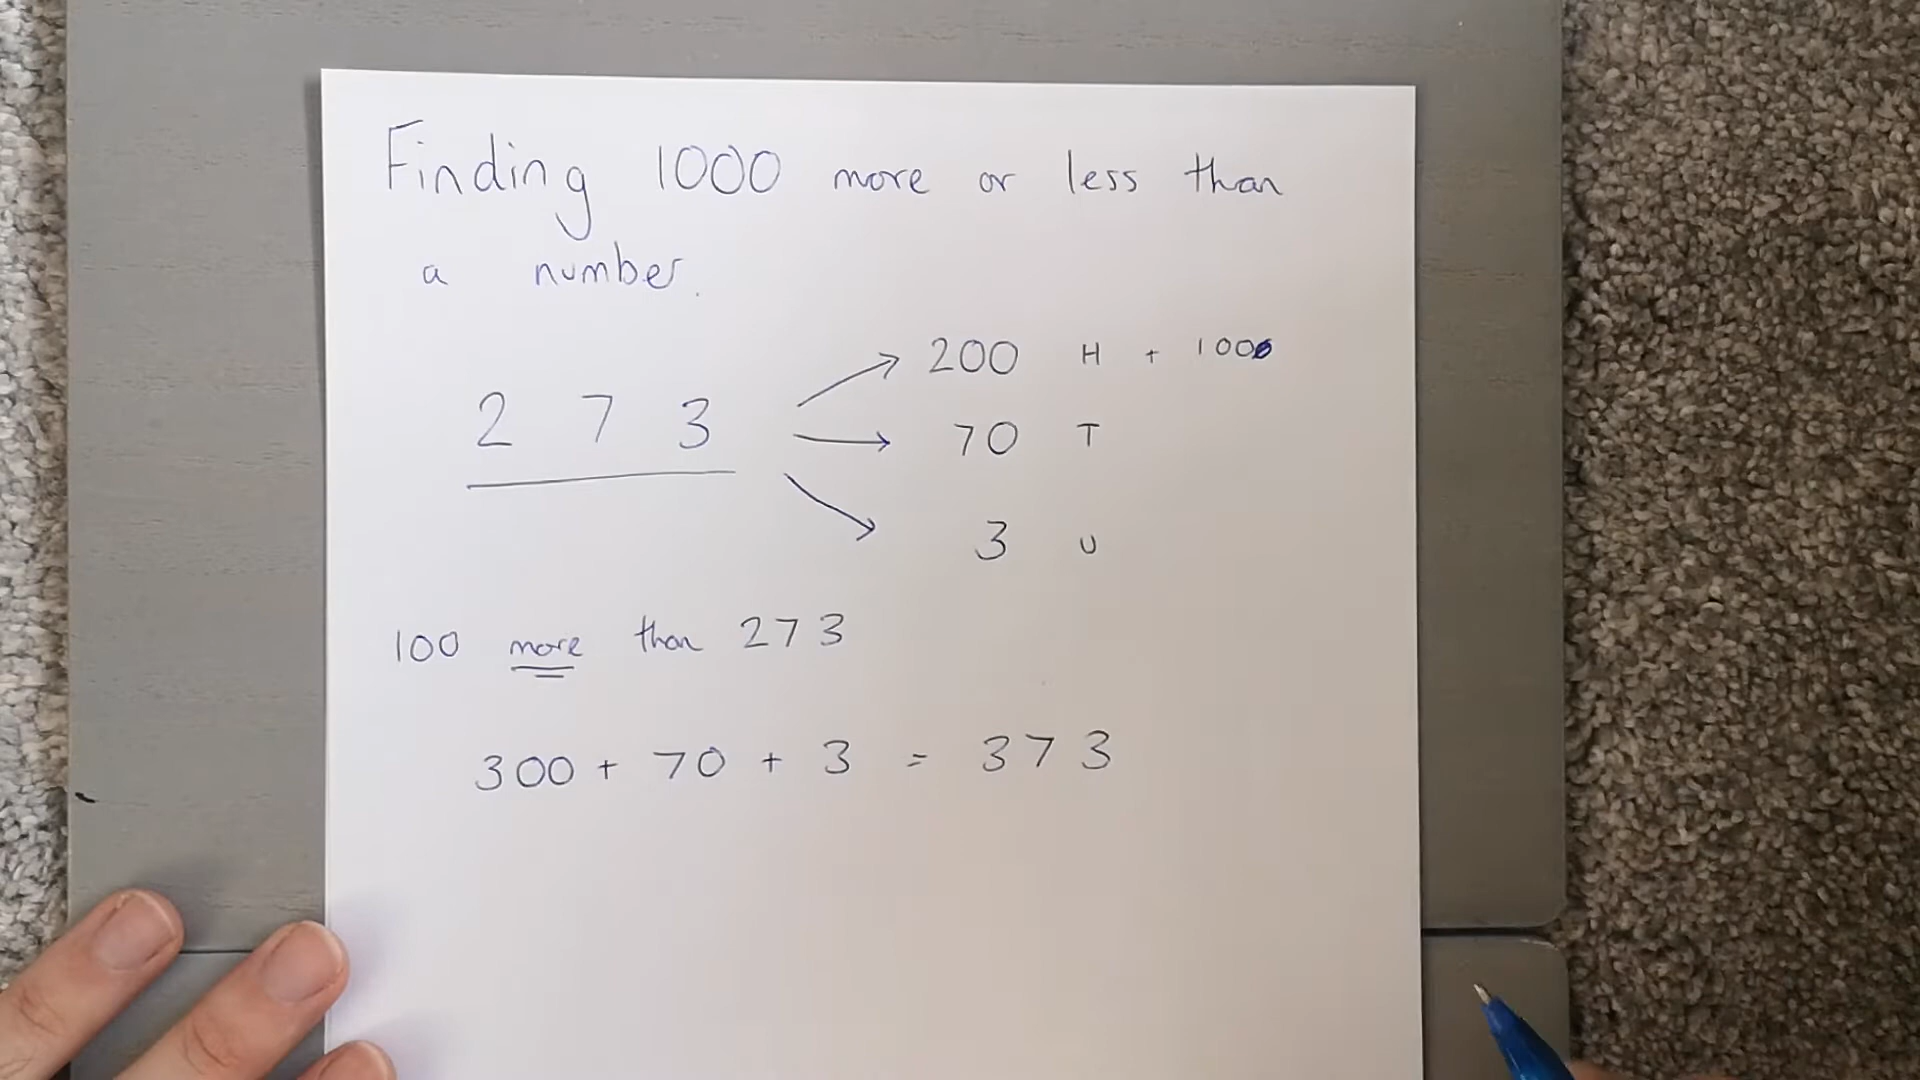 Finding 1000 more or less than
a number.
200 H + 1000
2 7 3
70 T
3 U
100 more than 273
300 + 70 + 3 = 373